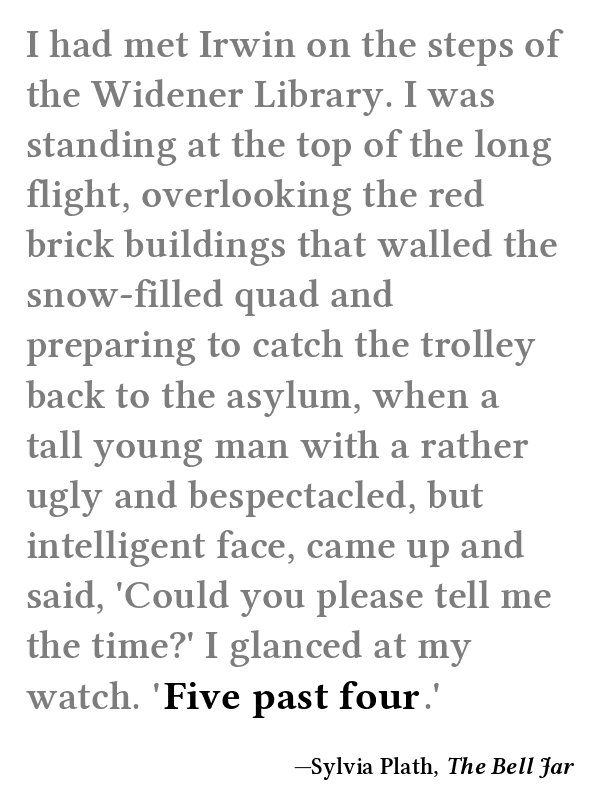 I had met Irwin on the steps of
the Widener Library. I was
standing at the top of the long
flight, overlooking the red
brick buildings that walled the
snow-filled quad and
preparing to catch the trolley
back to the asylum, when a
tall young man with a rather
ugly and bespectacled, but
intelligent face, came up and
said, 'Could you please tell me
the time?' I glanced at my
watch. 'Five past four.'
—Sylvia Plath, The Bell Jar